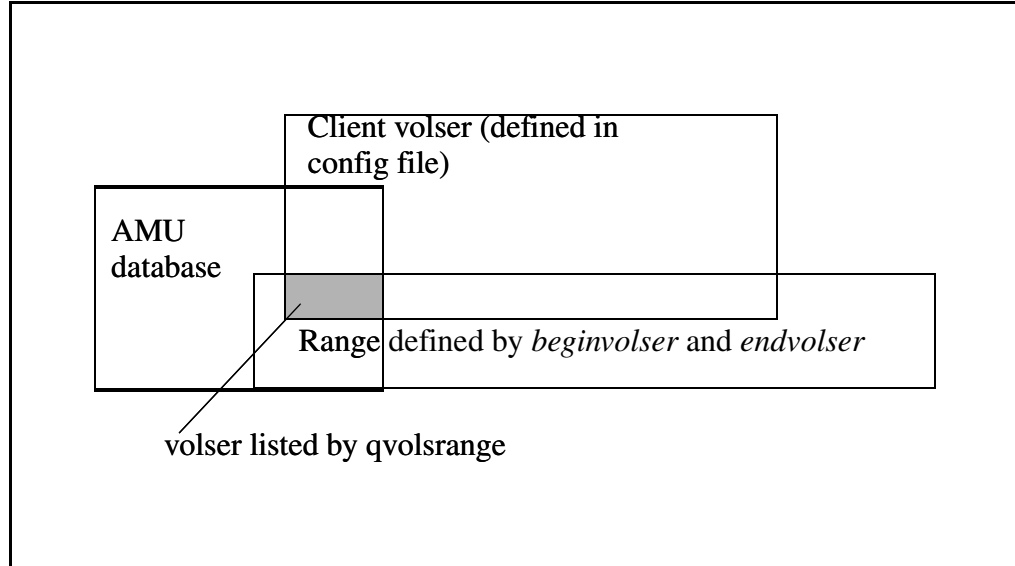 Client volser (defined in
config file)
AMU
database
Range defined by beginvolser and endvolser
volser listed by qvolsrange